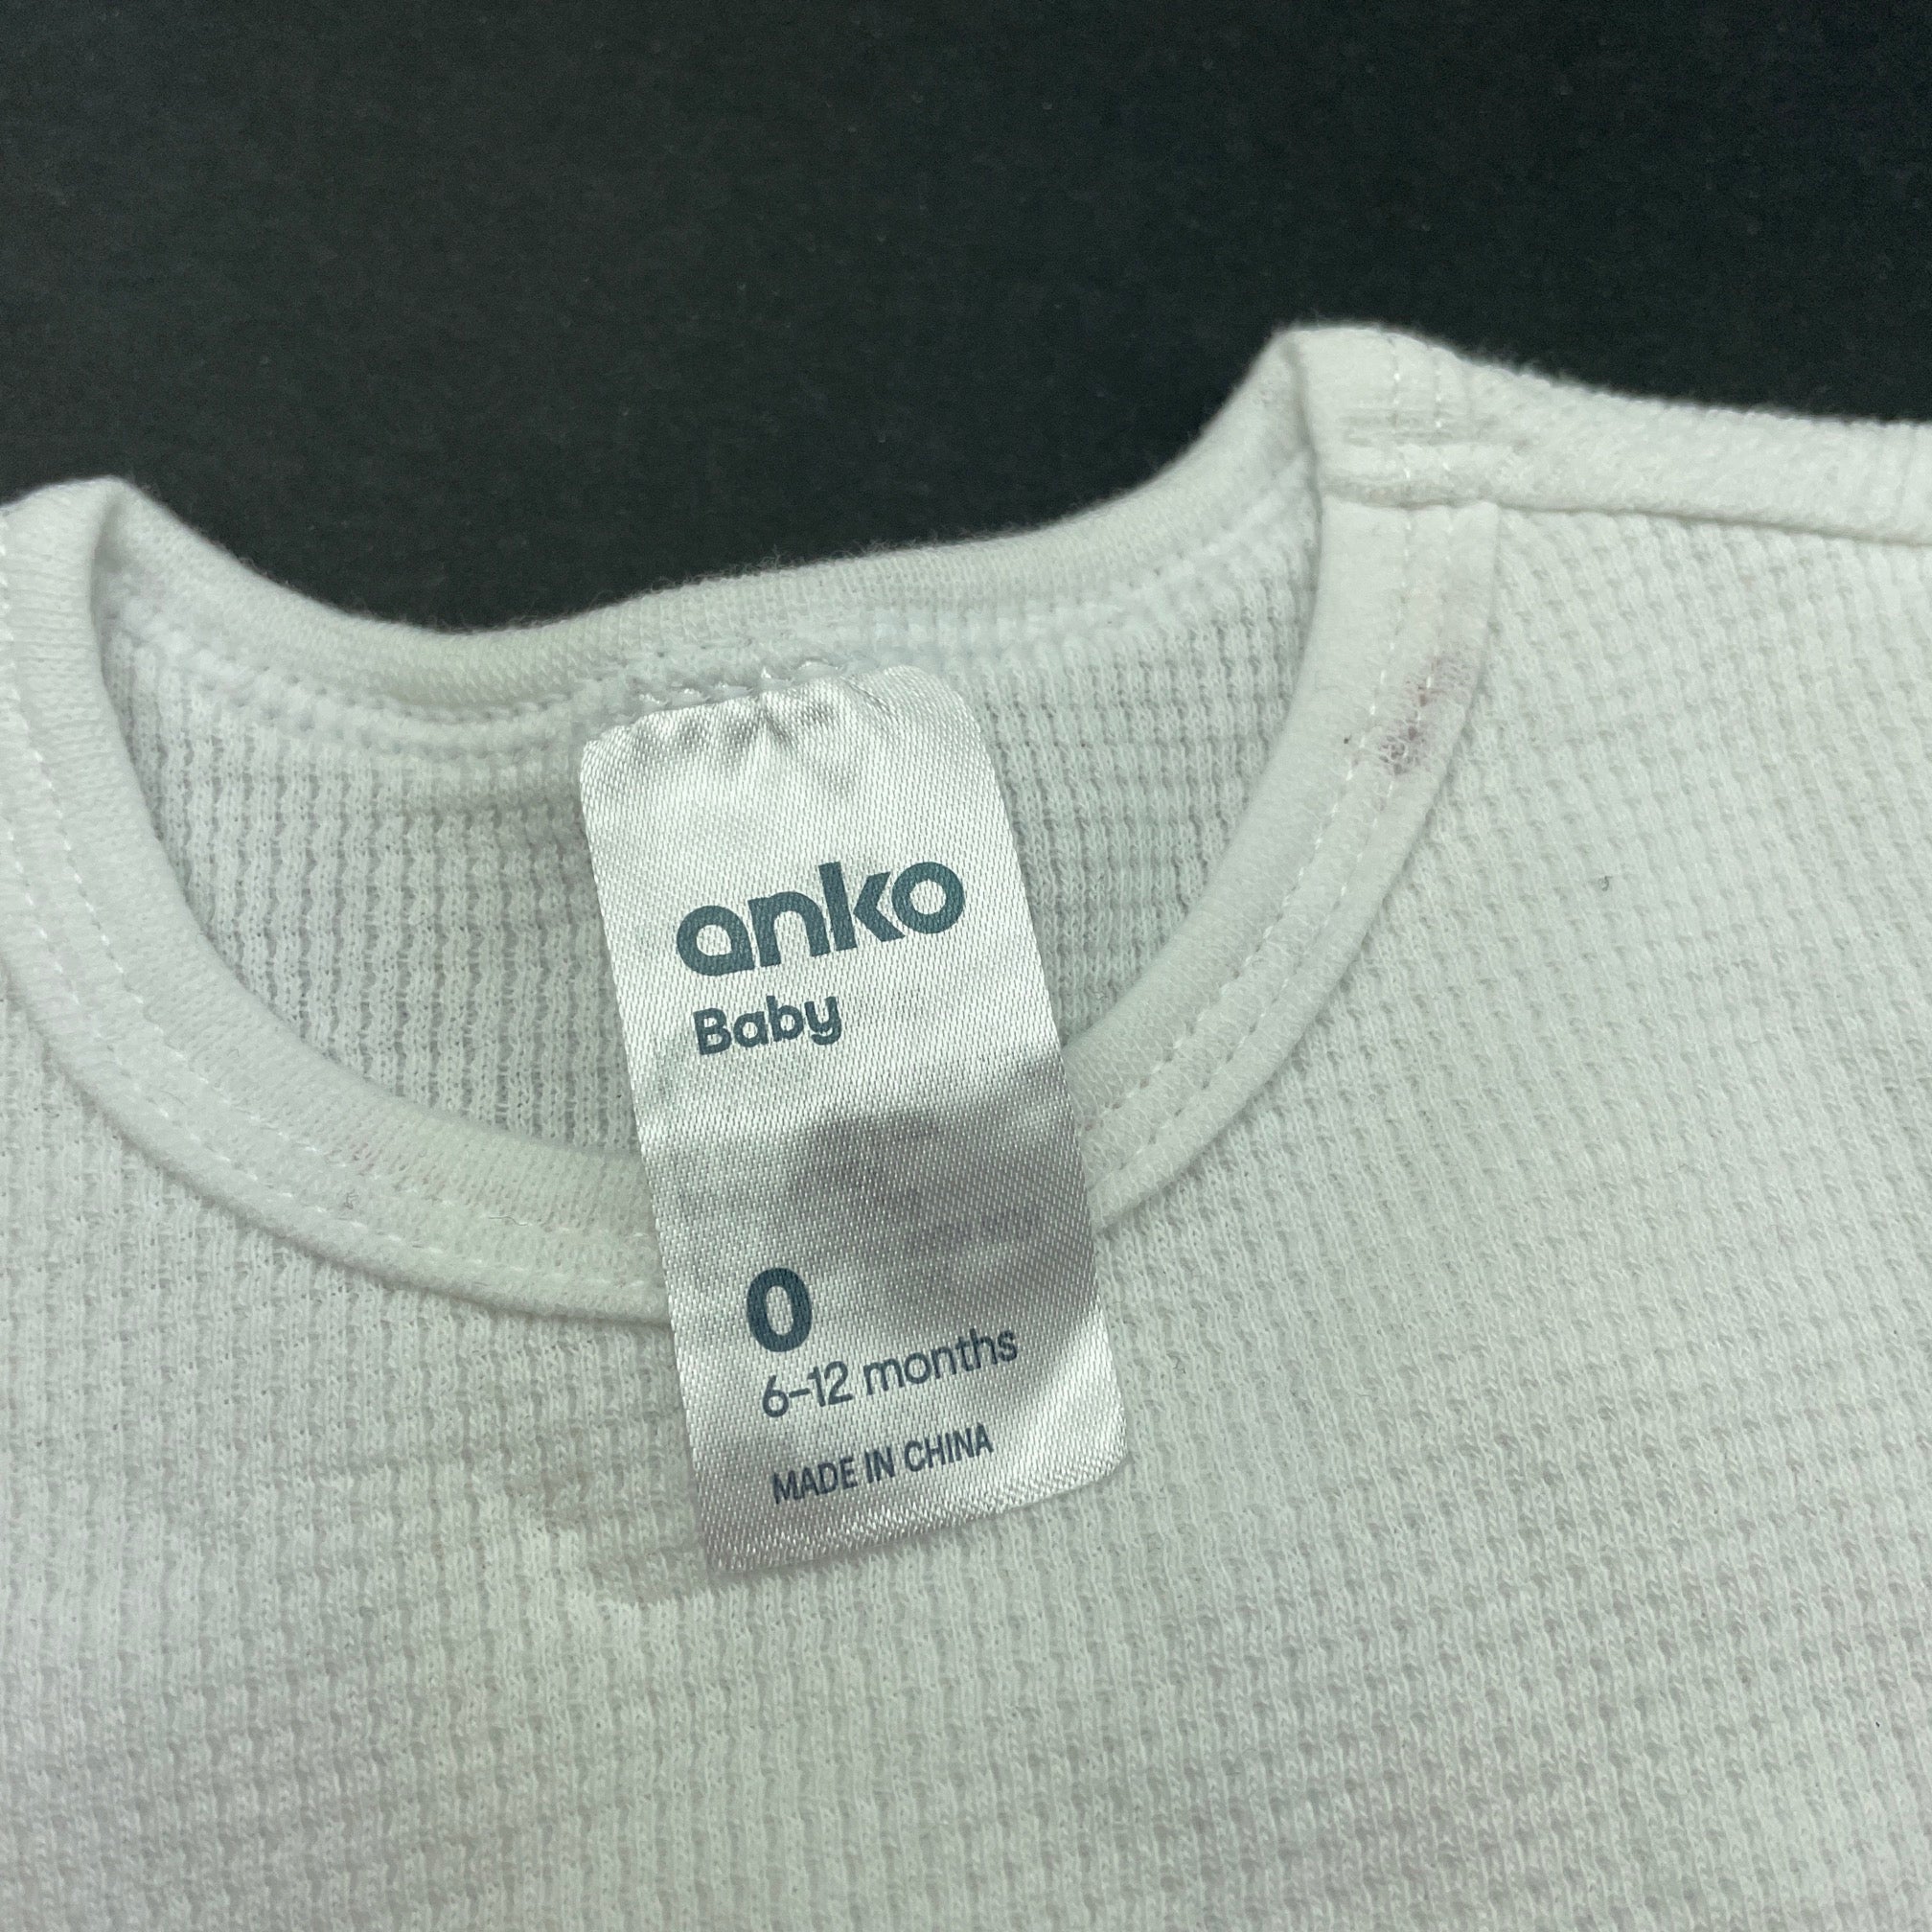 anko
Baby
0
6-12 months
MADE IN CHINA